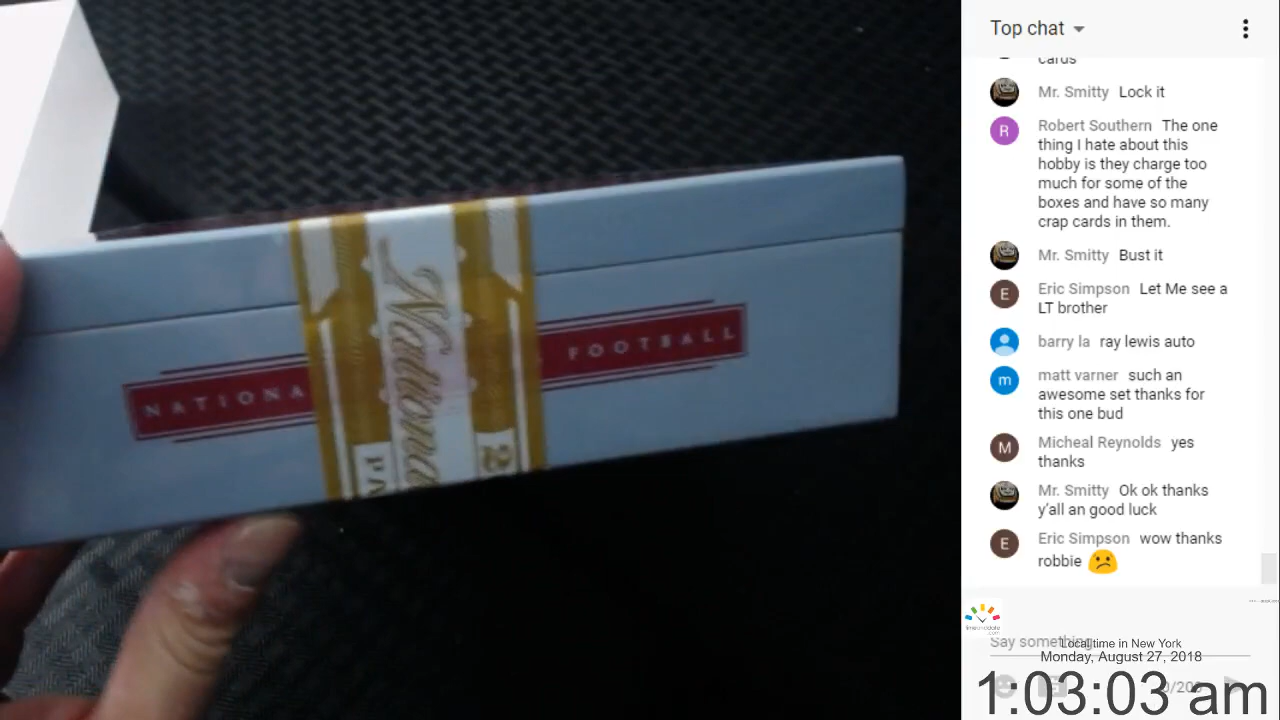 NATIONA
FOOTBALL
National
PA
Top chat
cards
Mr. Smitty Lock it
Robert Southern The one
thing I hate about this
hobby is they charge too
much for some of the
boxes and have so many
crap cards in them.
Mr. Smitty Bust it
Eric Simpson Let Me see a
LT brother
barry la ray lewis auto
matt varner such an
awesome set thanks for
this one bud
Micheal Reynolds yes
thanks
Mr. Smitty Ok ok thanks
y'all an good luck
Eric Simpson wow thanks
robbie
Say something
Local time in New York
Monday, August 27, 2018
1:03:03 am